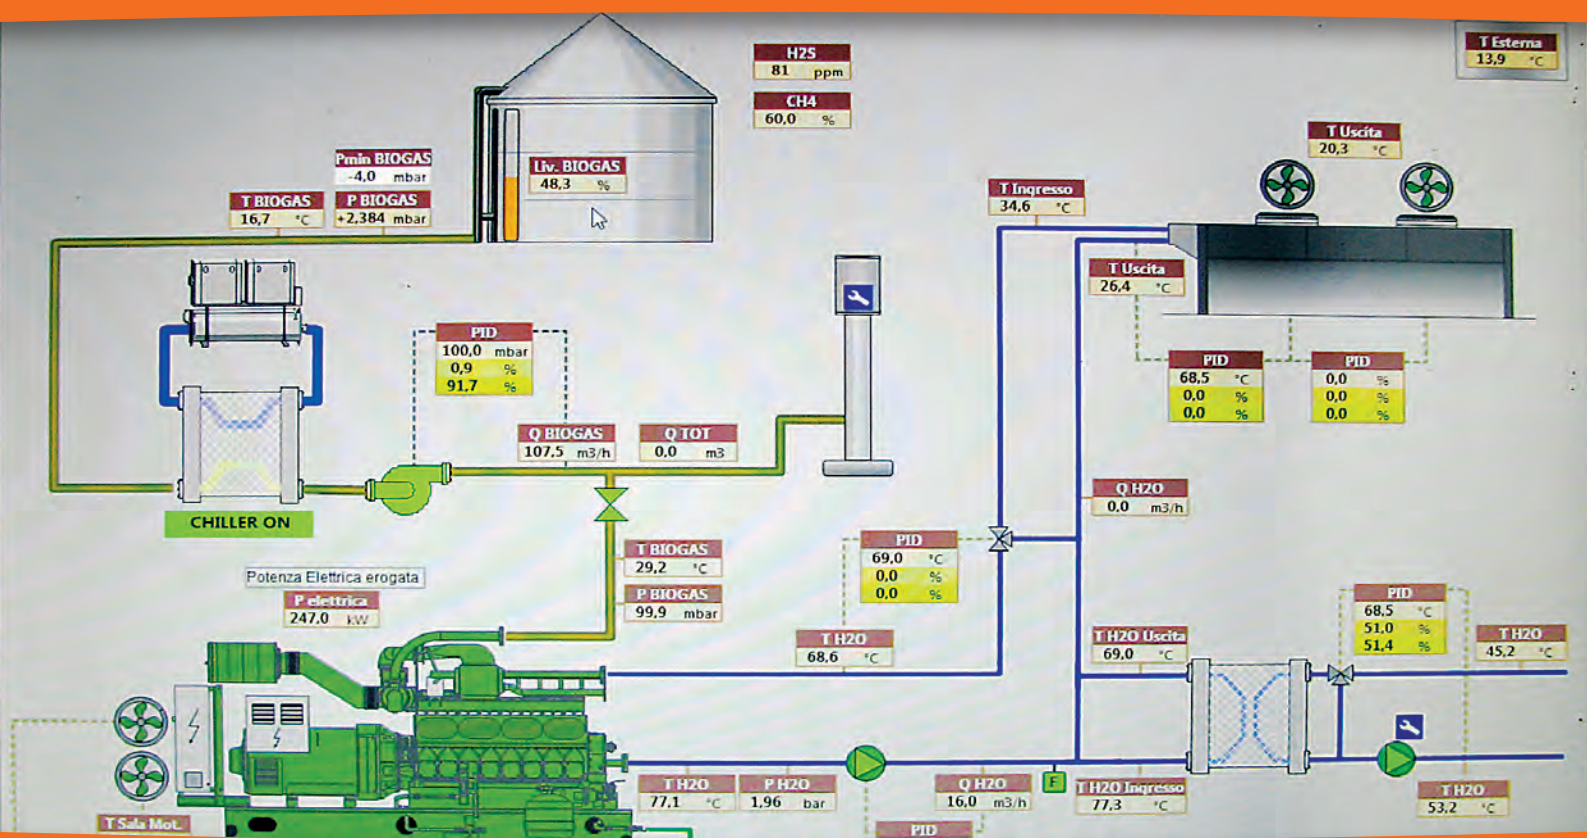 H2S
81 ppm
CH4
60,0 %
T Esterna
13,9 °C
T Uscita
20,3 °C
Pmin BIOGAS
-4,0 mbar
T BIOGAS
16,7 °C
P BIOGAS
+2,384 mbar
Liv. BIOGAS
48,3 %
T Ingresso
34,6 °C
T Uscita
26,4 °C
PID
100,0 mbar
0,9 %
91,7 %
PID
68,5 °C
0,0 %
0,0 %
PID
0,0 %
0,0 %
0,0 %
Q BIOGAS
107,5 m3/h
Q TOT
0,0 m3
CHILLER ON
Q H2O
0,0 m3/h
T BIOGAS
29,2 °C
P BIOGAS
99,9 mbar
PID
69,0 °C
0,0 %
0,0 %
Potenza Elettrica erogata
P elettrica
247,0 kW
T H2O
68,6 °C
T H2O Uscita
69,0 °C
PID
68,5 °C
51,0 %
51,4 %
T H2O
45,2 °C
T H2O
77,1 °C
P H2O
1,96 bar
Q H2O
16,0 m3/h
F
T H2O Ingresso
77,3 °C
T H2O
53,2 °C
T Sala Mot.
PID